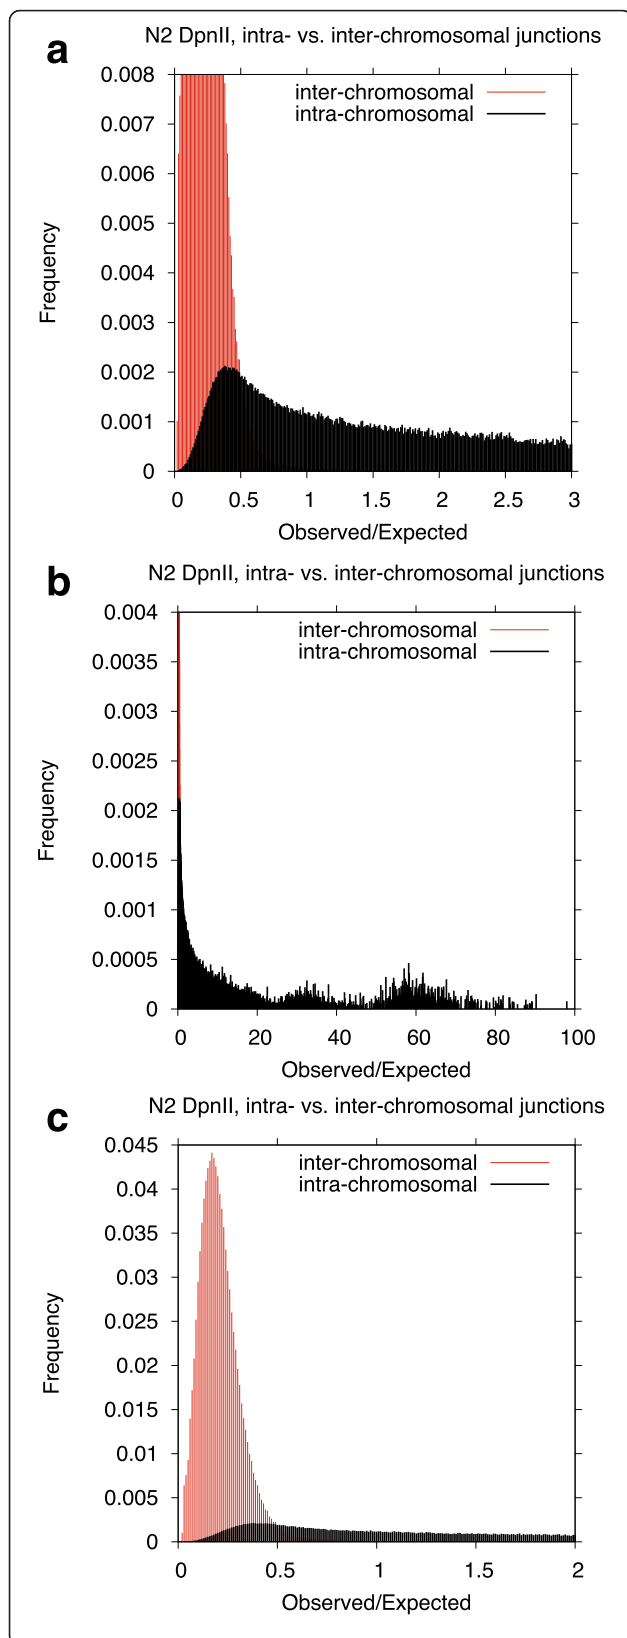 a
N2 DpnII, intra- vs. inter-chromosomal junctions
inter-chromosomal
intra-chromosomal
0.008
0.007
0.006
0.005
0.004
0.003
0.002
0.001
0
Frequency
0 0.5 1 1.5 2 2.5 3
Observed/Expected
b
N2 DpnII, intra- vs. inter-chromosomal junctions
inter-chromosomal
intra-chromosomal
0.004
0.0035
0.003
0.0025
0.002
0.0015
0.001
0.0005
0
Frequency
0 20 40 60 80 100
Observed/Expected
c
N2 DpnII, intra- vs. inter-chromosomal junctions
inter-chromosomal
intra-chromosomal
0.045
0.04
0.035
0.03
0.025
0.02
0.015
0.01
0.005
0
Frequency
0 0.5 1 1.5 2
Observed/Expected